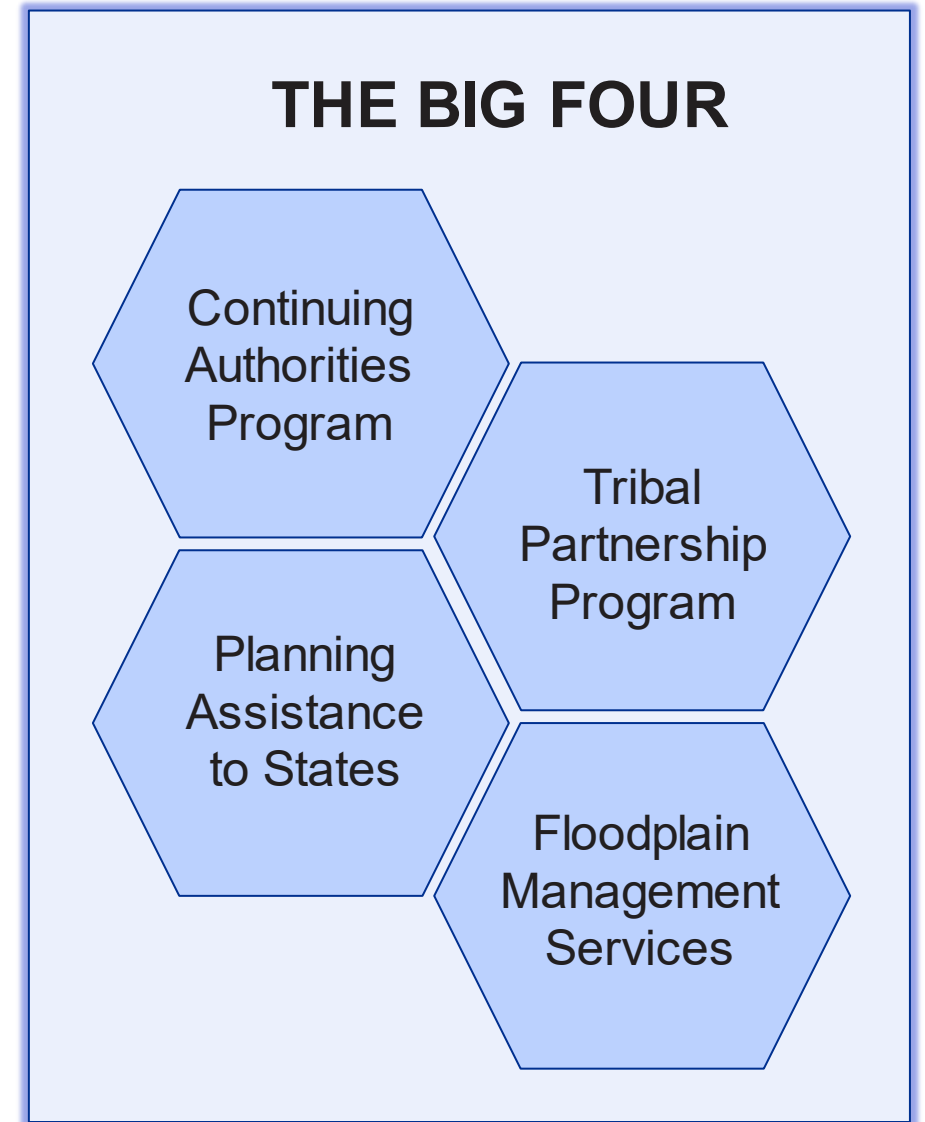 THE BIG FOUR
Continuing
Authorities
Program
Tribal
Partnership
Program
Planning
Assistance
to States
Floodplain
Management
Services